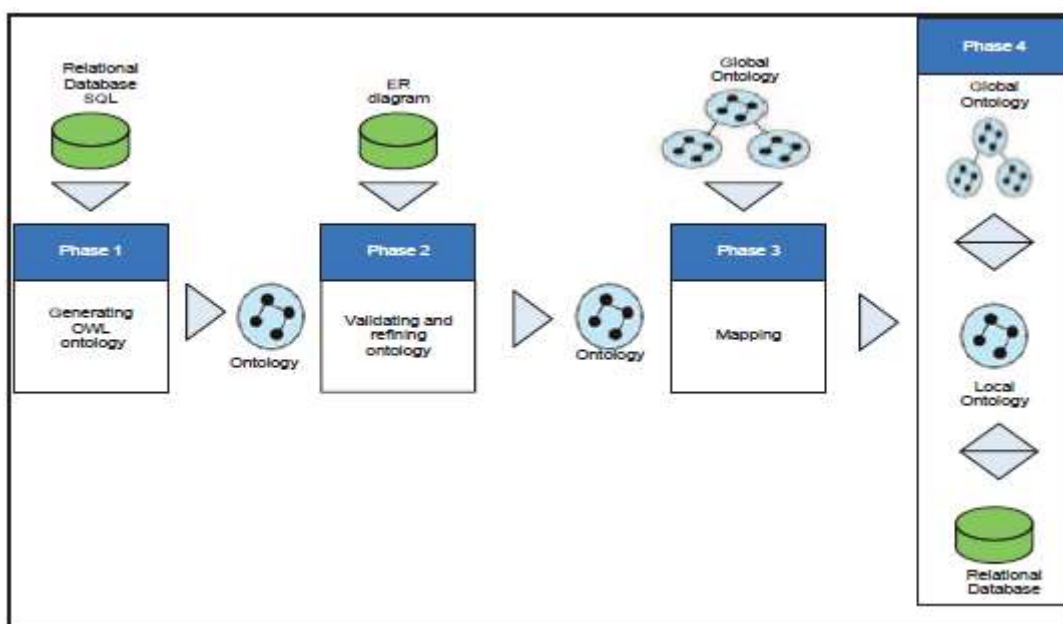 Relational
Database
SQL
Phase 1
Generating
OWL
ontology
Ontology
ER
diagram
Phase 2
Validating and
refining
ontology
Ontology
Global
Ontology
Phase 3
Mapping
Phase 4
Global
Ontology
Local
Ontology
Relational
Database